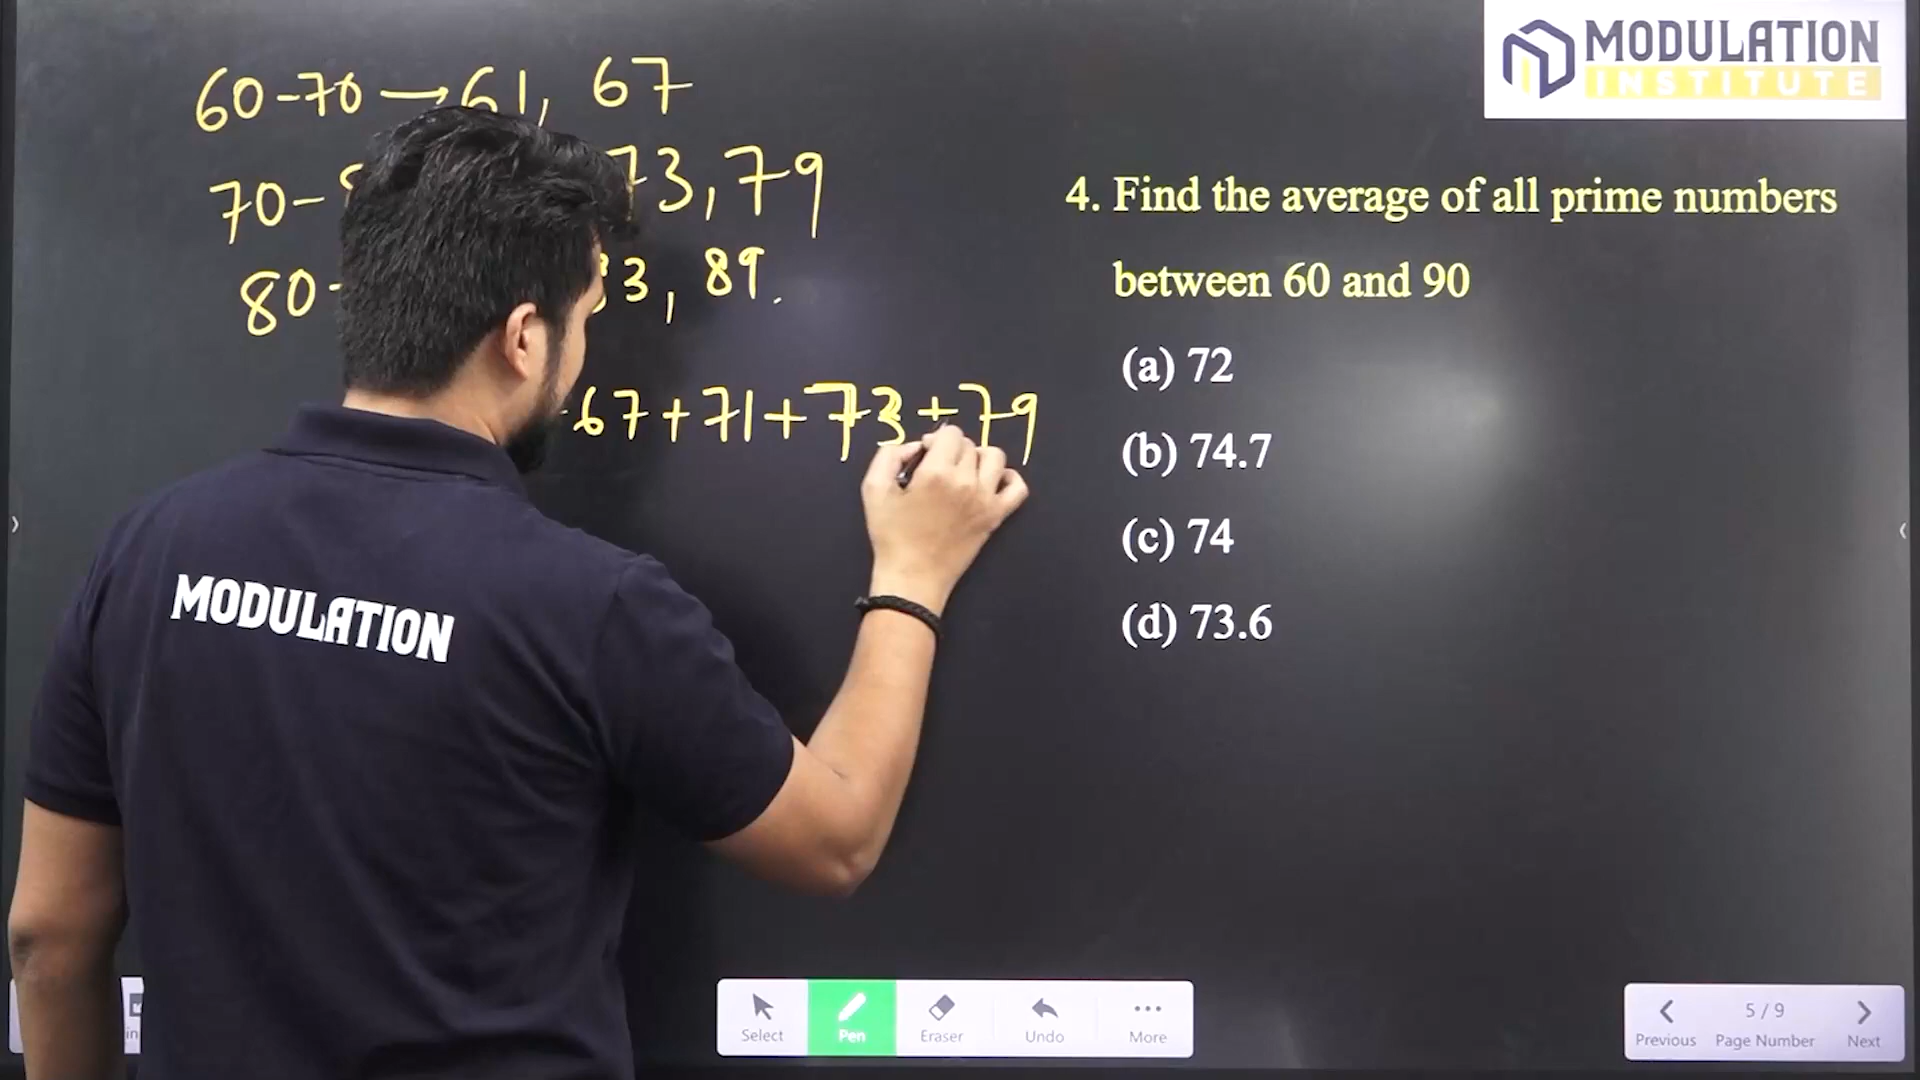 MODULATION
INSTITUTE
60-70 → 61, 67
70- 73, 79
80- 83, 89.
67+71+73+79
4. Find the average of all prime numbers
between 60 and 90
(a) 72
(b) 74.7
(c) 74
(d) 73.6
MODULATION
Select
Pen
Eraser
Undo
More
5 / 9
Previous
Page Number
Next